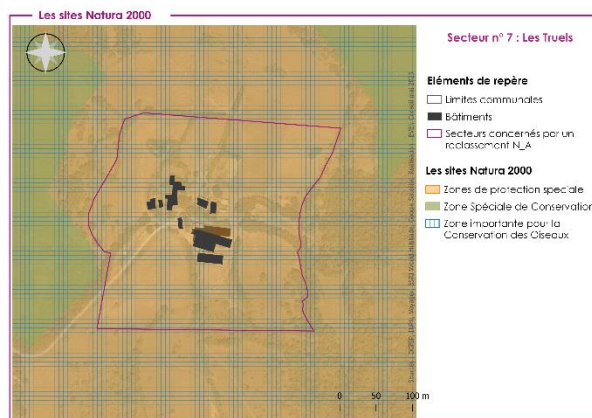 Les sites Natura 2000
Secteur n° 7 : Les Truels
Eléments de repère
Limites communales
Bâtiments
Secteurs concernés par un
reclassement N_A
Les sites Natura 2000
Zones de protection speciale
Zone Spéciale de Conservation
Zone importante pour la
Conservation des Oiseaux
0 50 100 m